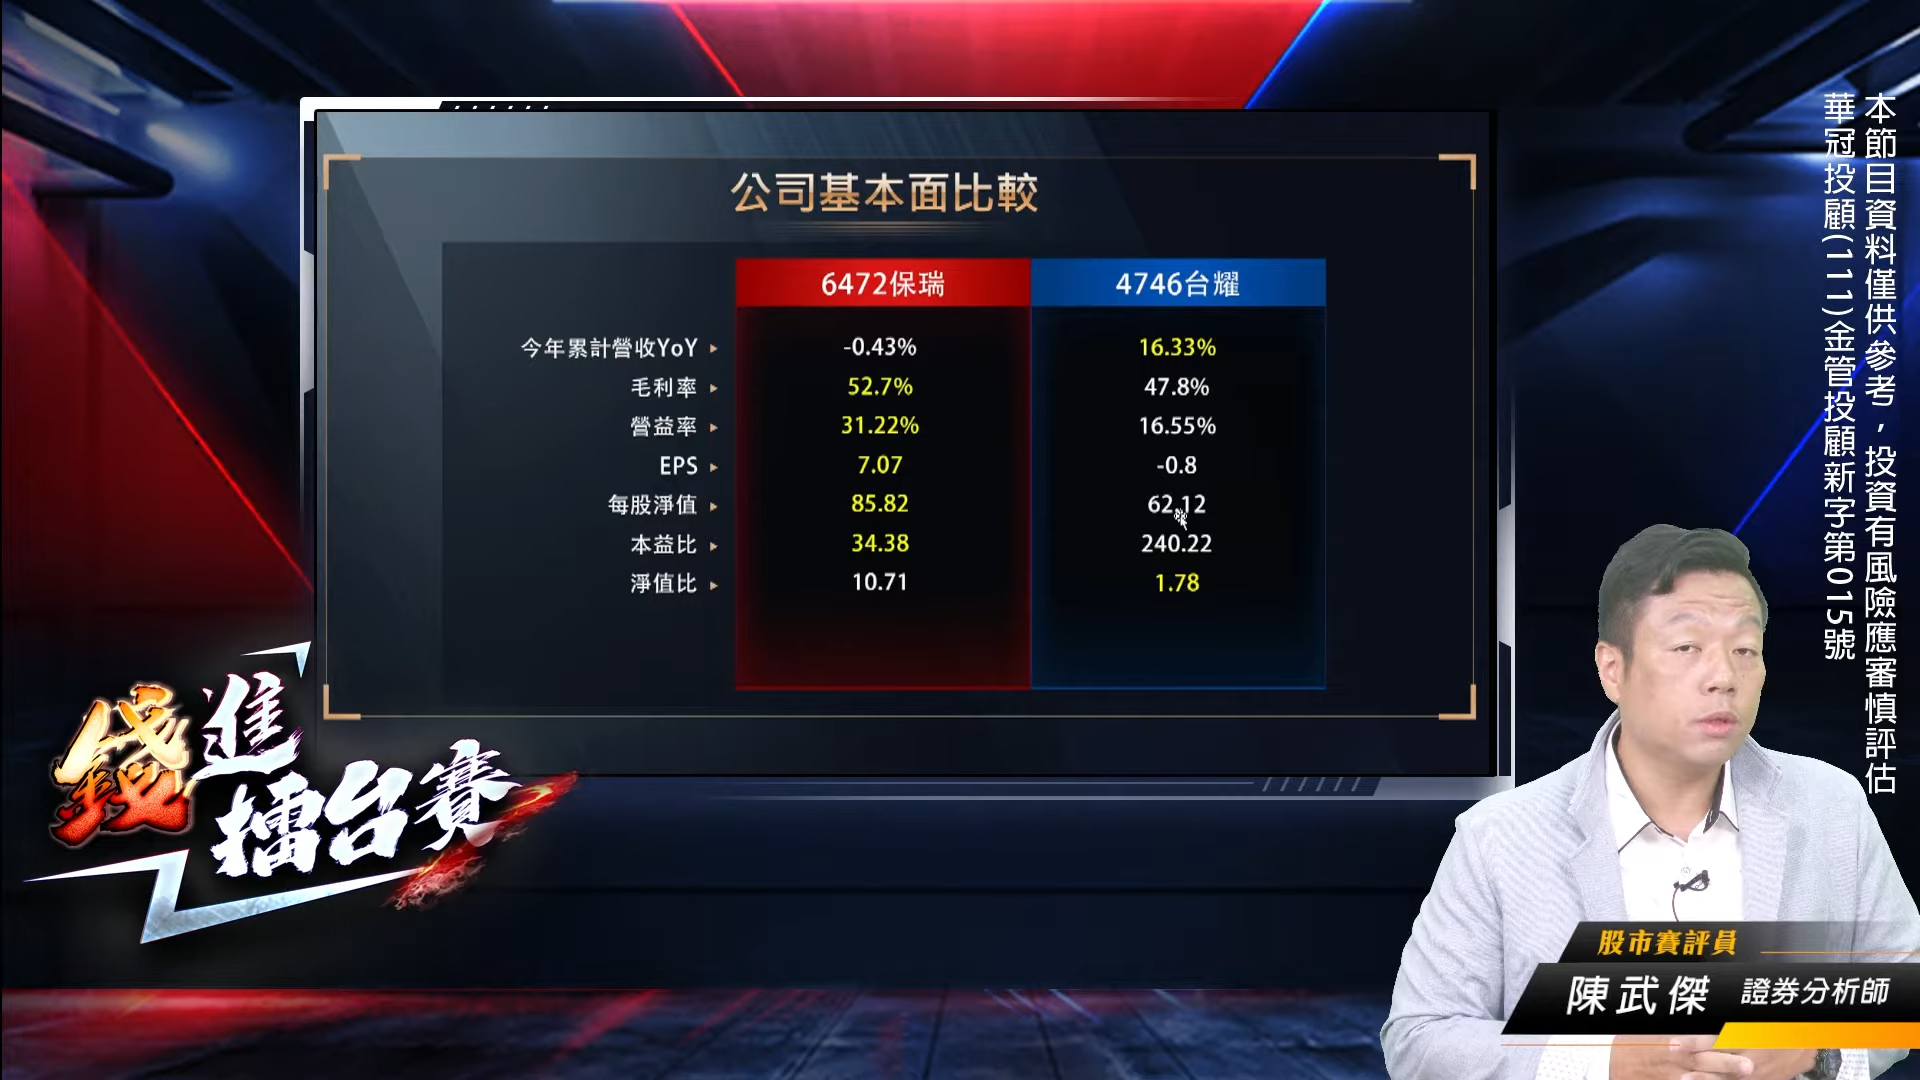 公司基本面比較
6472保瑞 4746台耀
今年累計營收YoY -0.43% 16.33%
毛利率 52.7% 47.8%
營益率 31.22% 16.55%
EPS 7.07 -0.8
每股淨值 85.82 62.12
本益比 34.38 240.22
淨值比 10.71 1.78
本節目資料僅供參考，投資有風險應審慎評估
華冠投顧(111)金管投顧新字第015號
錢進
擂台賽
股市賽評員
陳武傑 證券分析師